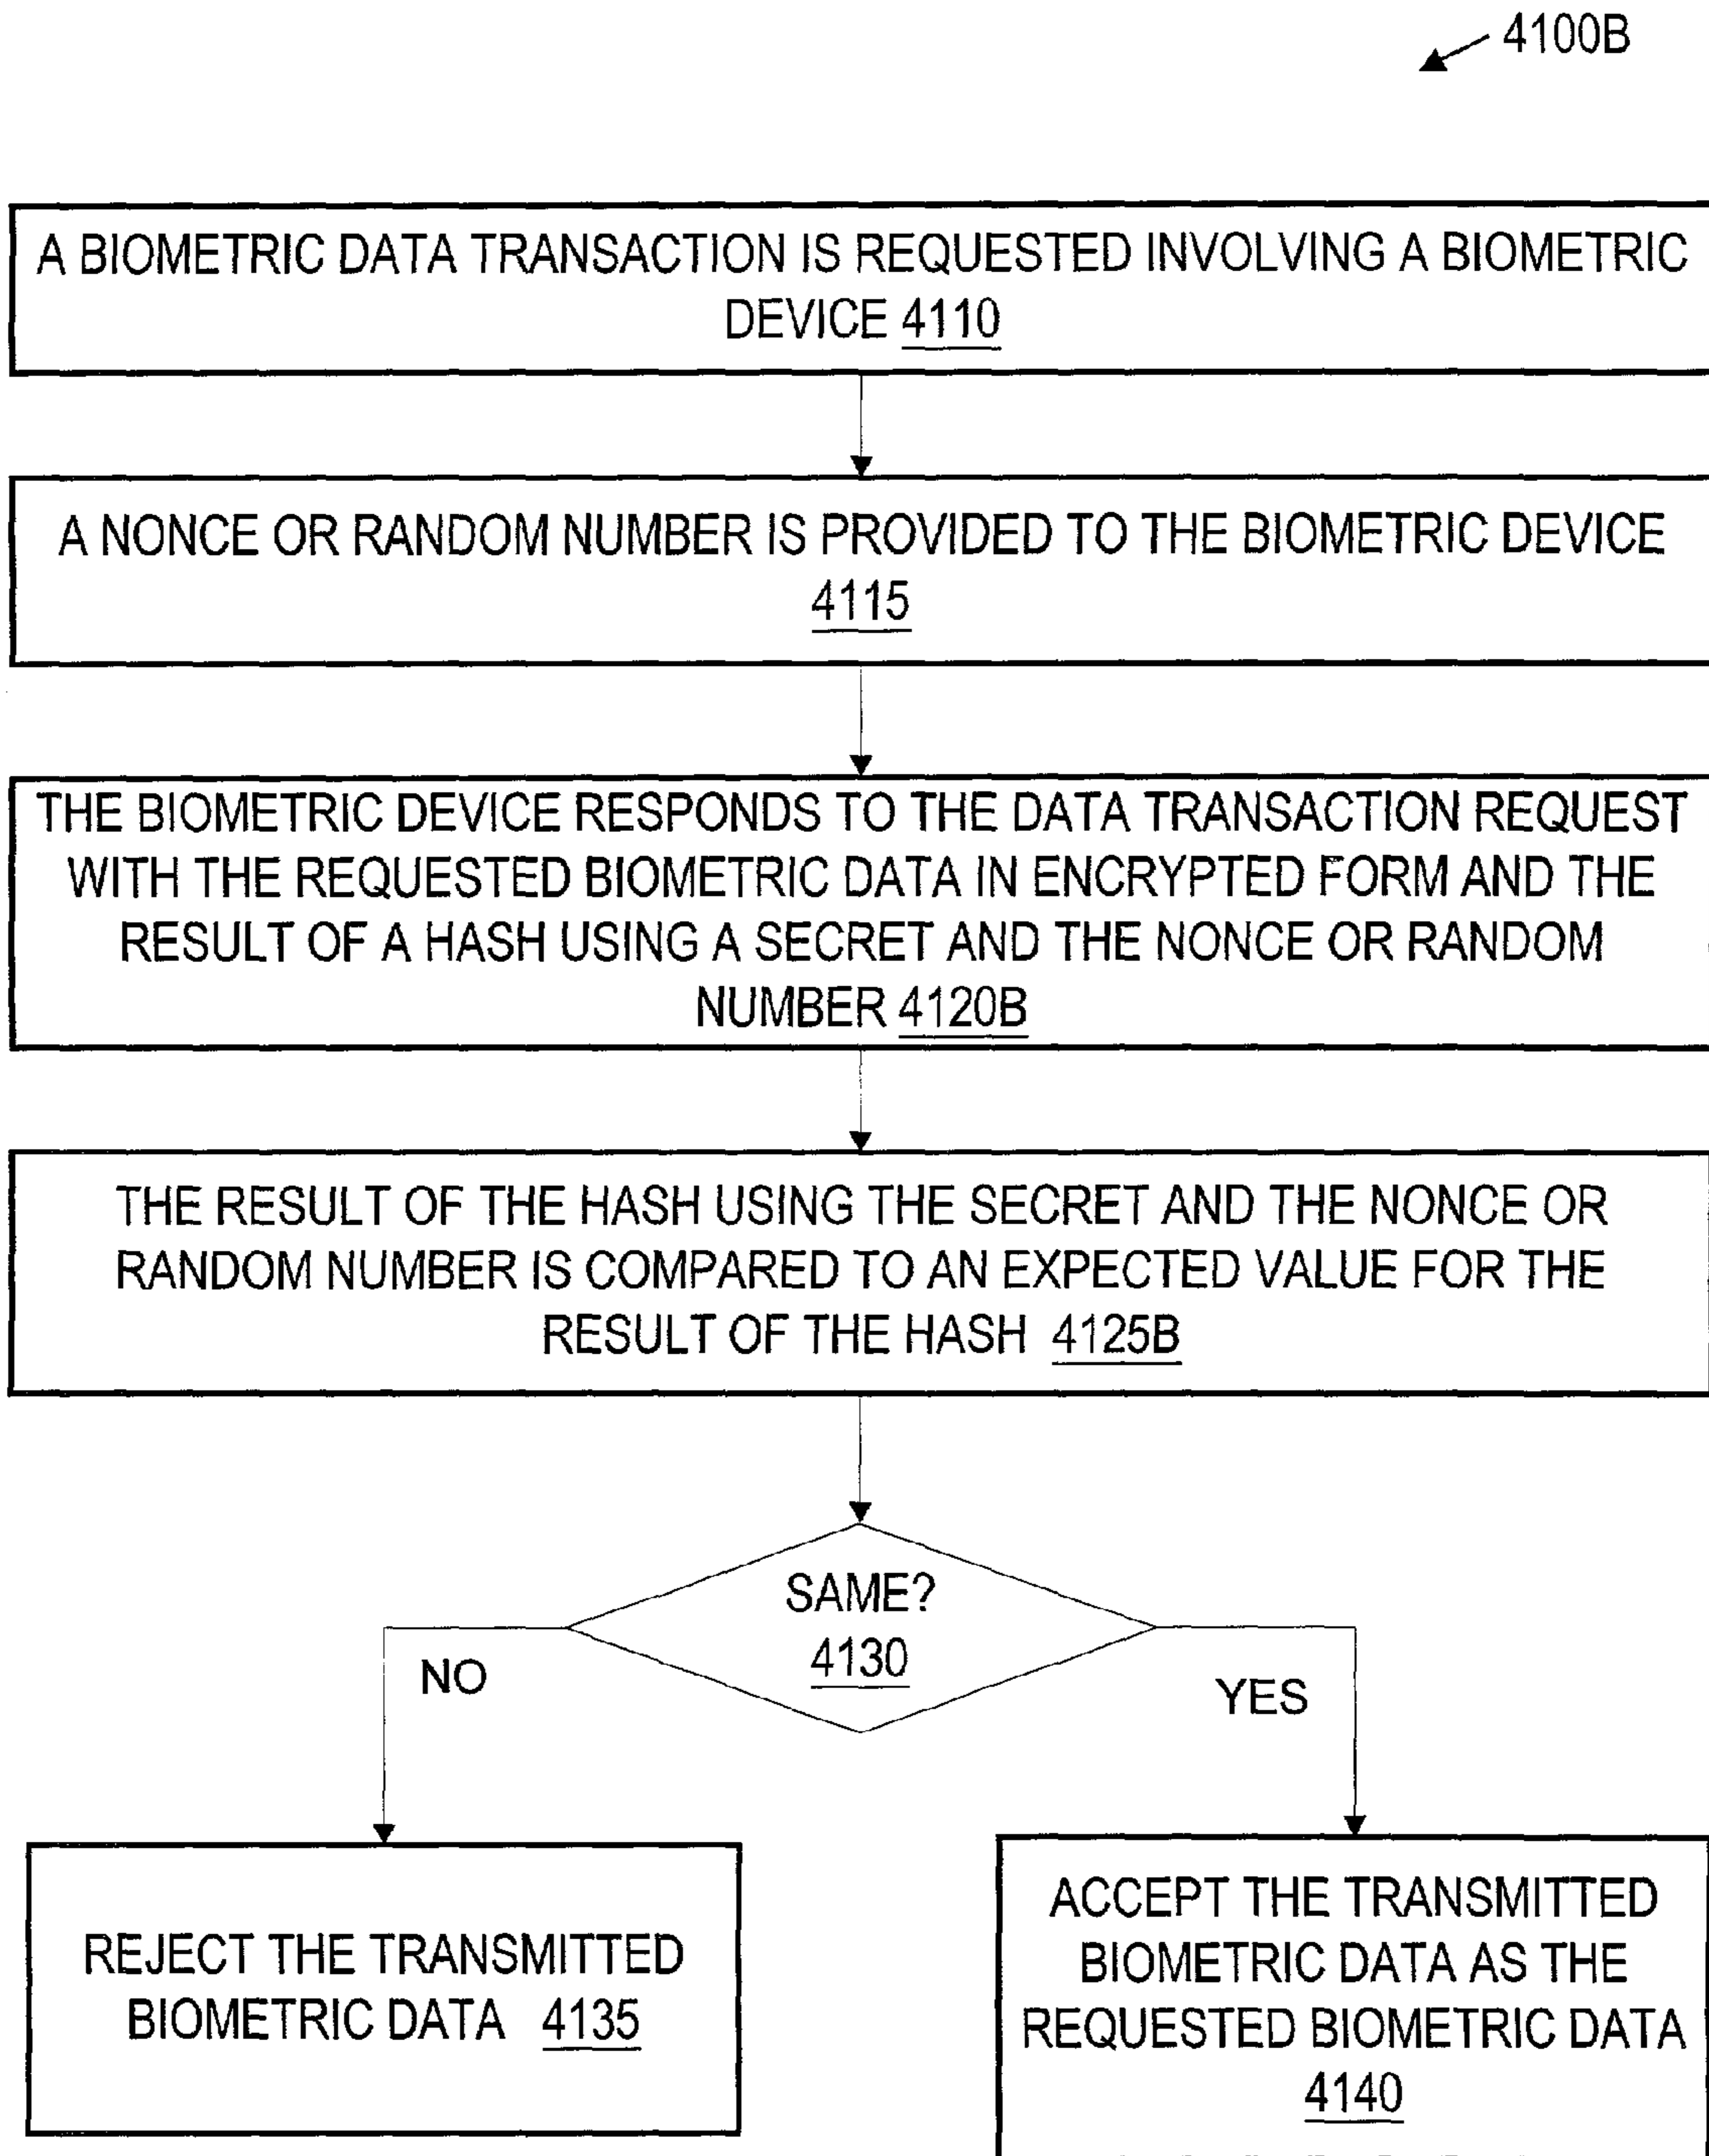 4100B
A BIOMETRIC DATA TRANSACTION IS REQUESTED INVOLVING A BIOMETRIC
DEVICE 4110
A NONCE OR RANDOM NUMBER IS PROVIDED TO THE BIOMETRIC DEVICE
4115
THE BIOMETRIC DEVICE RESPONDS TO THE DATA TRANSACTION REQUEST
WITH THE REQUESTED BIOMETRIC DATA IN ENCRYPTED FORM AND THE
RESULT OF A HASH USING A SECRET AND THE NONCE OR RANDOM
NUMBER 4120B
THE RESULT OF THE HASH USING THE SECRET AND THE NONCE OR
RANDOM NUMBER IS COMPARED TO AN EXPECTED VALUE FOR THE
RESULT OF THE HASH 4125B
SAME?
4130
NO
YES
REJECT THE TRANSMITTED
BIOMETRIC DATA 4135
ACCEPT THE TRANSMITTED
BIOMETRIC DATA AS THE
REQUESTED BIOMETRIC DATA
4140